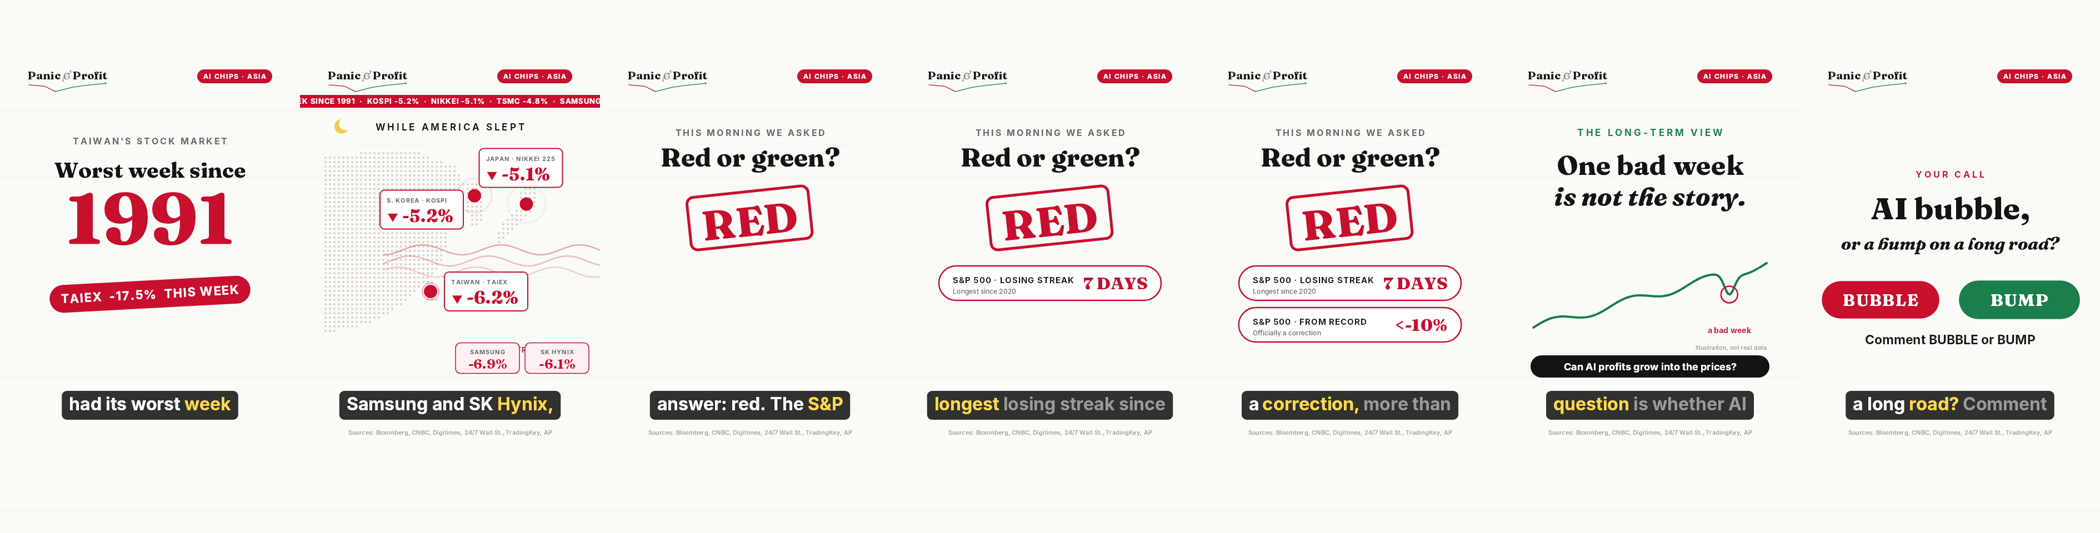 Panic & Profit
AI CHIPS · ASIA
TAIWAN'S STOCK MARKET
Worst week since
1991
TAIEX -17.5% THIS WEEK
had its worst week
Panic & Profit
AI CHIPS · ASIA
K SINCE 1991 · KOSPI -5.2% · NIKKEI -5.1% · TSMC -4.8% · SAMSUNG
WHILE AMERICA SLEPT
JAPAN · NIKKEI 225
▼ -5.1%
S. KOREA · KOSPI
▼ -5.2%
TAIWAN · TAIEX
▼ -6.2%
SAMSUNG
-6.9%
SK HYNIX
-6.1%
Samsung and SK Hynix,
Sources: Bloomberg, CNBC, Digitimes, 24/7 Wall St., TradingKey, AP
Panic & Profit
AI CHIPS · ASIA
THIS MORNING WE ASKED
Red or green?
RED
answer: red. The S&P
Sources: Bloomberg, CNBC, Digitimes, 24/7 Wall St., TradingKey, AP
Panic & Profit
AI CHIPS · ASIA
THIS MORNING WE ASKED
Red or green?
RED
S&P 500 · LOSING STREAK
Longest since 2020
7 DAYS
longest losing streak since
Sources: Bloomberg, CNBC, Digitimes, 24/7 Wall St., TradingKey, AP
Panic & Profit
AI CHIPS · ASIA
THIS MORNING WE ASKED
Red or green?
RED
S&P 500 · LOSING STREAK
Longest since 2020
7 DAYS
S&P 500 · FROM RECORD
Officially a correction
<-10%
a correction, more than
Sources: Bloomberg, CNBC, Digitimes, 24/7 Wall St., TradingKey, AP
Panic & Profit
AI CHIPS · ASIA
THE LONG-TERM VIEW
One bad week
is not the story.
a bad week
Illustration, not real data
Can AI profits grow into the prices?
question is whether AI
Sources: Bloomberg, CNBC, Digitimes, 24/7 Wall St., TradingKey, AP
Panic & Profit
AI CHIPS · ASIA
YOUR CALL
AI bubble,
or a bump on a long road?
BUBBLE
BUMP
Comment BUBBLE or BUMP
a long road? Comment
Sources: Bloomberg, CNBC, Digitimes, 24/7 Wall St., TradingKey, AP